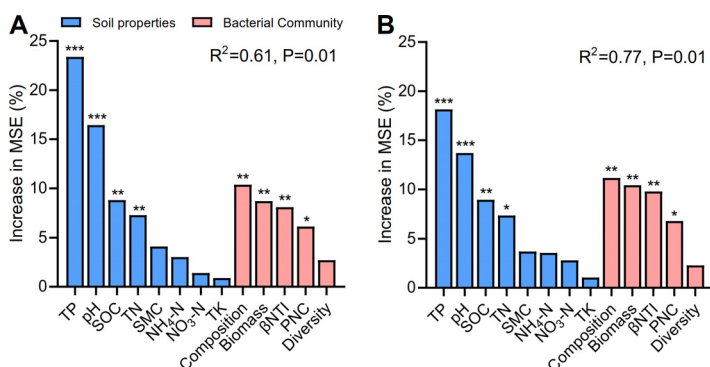 A
Soil properties
Bacterial Community
B
R²=0.61, P=0.01
Increase in MSE (%)
25
20
15
10
5
0
***
***
**
**
**
**
**
*
TP
pH
SOC
TN
SMC
NH₄-N
NO₃-N
TK
Composition
Biomass
βNTI
PNC
Diversity
R²=0.77, P=0.01
Increase in MSE (%)
25
20
15
10
5
0
***
***
**
*
**
**
**
*
TP
pH
SOC
TN
SMC
NH₄-N
NO₃-N
TK
Composition
Biomass
βNTI
PNC
Diversity